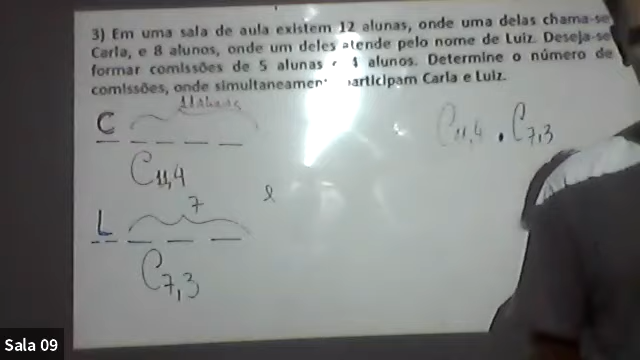 3) Em uma sala de aula existem 12 alunas, onde uma delas chama-se
Carla, e 8 alunos, onde um deles atende pelo nome de Luiz. Deseja-se
formar comissões de 5 alunas e 4 alunos. Determine o número de
comissões, onde simultaneamente participam Carla e Luiz.
11 alunas
C
C11,4
C11,4 . C7,3
7
e
L
C7,3
Sala 09